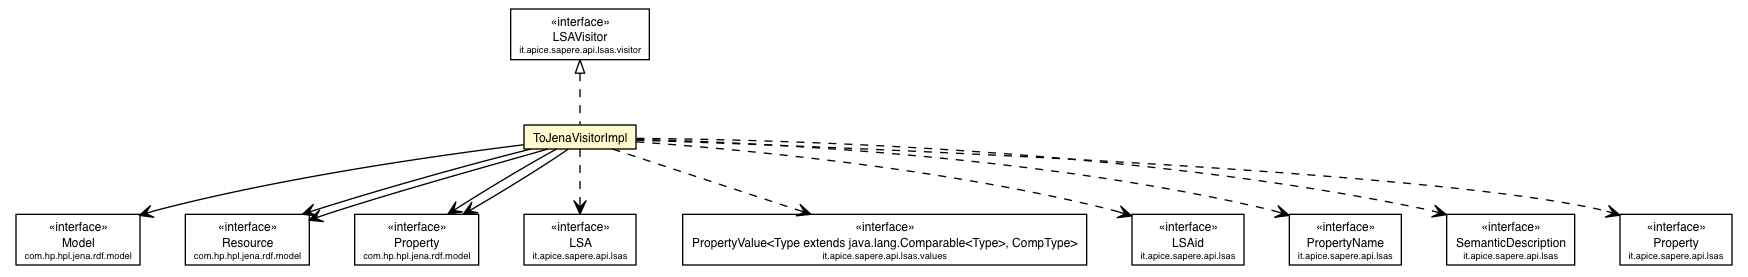 «interface»
LSAVisitor
it.apice.sapere.api.lsas.visitor
ToJenaVisitorImpl
«interface»
Model
com.hp.hpl.jena.rdf.model
«interface»
Resource
com.hp.hpl.jena.rdf.model
«interface»
Property
com.hp.hpl.jena.rdf.model
«interface»
LSA
it.apice.sapere.api.lsas
«interface»
PropertyValue<Type extends java.lang.Comparable<Type>, CompType>
it.apice.sapere.api.lsas.values
«interface»
LSAid
it.apice.sapere.api.lsas
«interface»
PropertyName
it.apice.sapere.api.lsas
«interface»
SemanticDescription
it.apice.sapere.api.lsas
«interface»
Property
it.apice.sapere.api.lsas